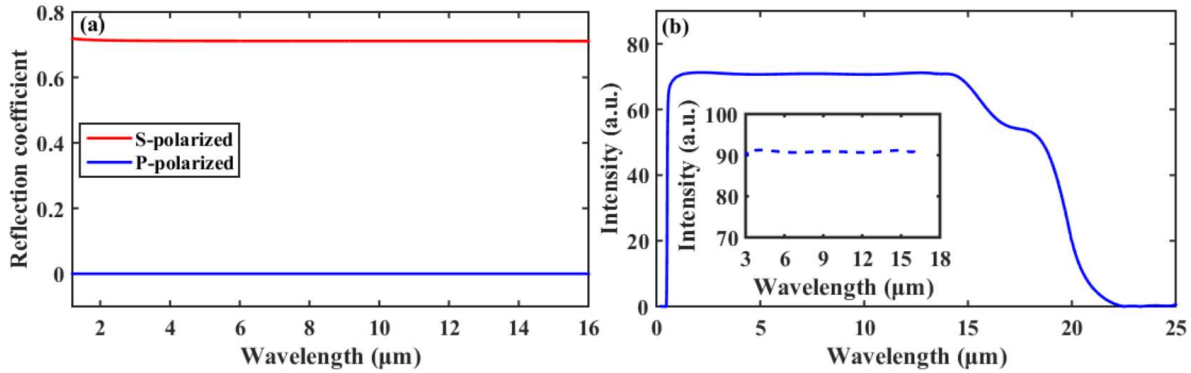 (a)
Reflection coefficient
0.8
0.6
0.4
0.2
0
S-polarized
P-polarized
2 4 6 8 10 12 14 16
Wavelength (μm)
(b)
Intensity (a.u.)
80
60
40
20
0
0 5 10 15 20 25
Wavelength (μm)
Intensity (a.u.)
100
90
80
70
3 6 9 12 15 18
Wavelength (μm)